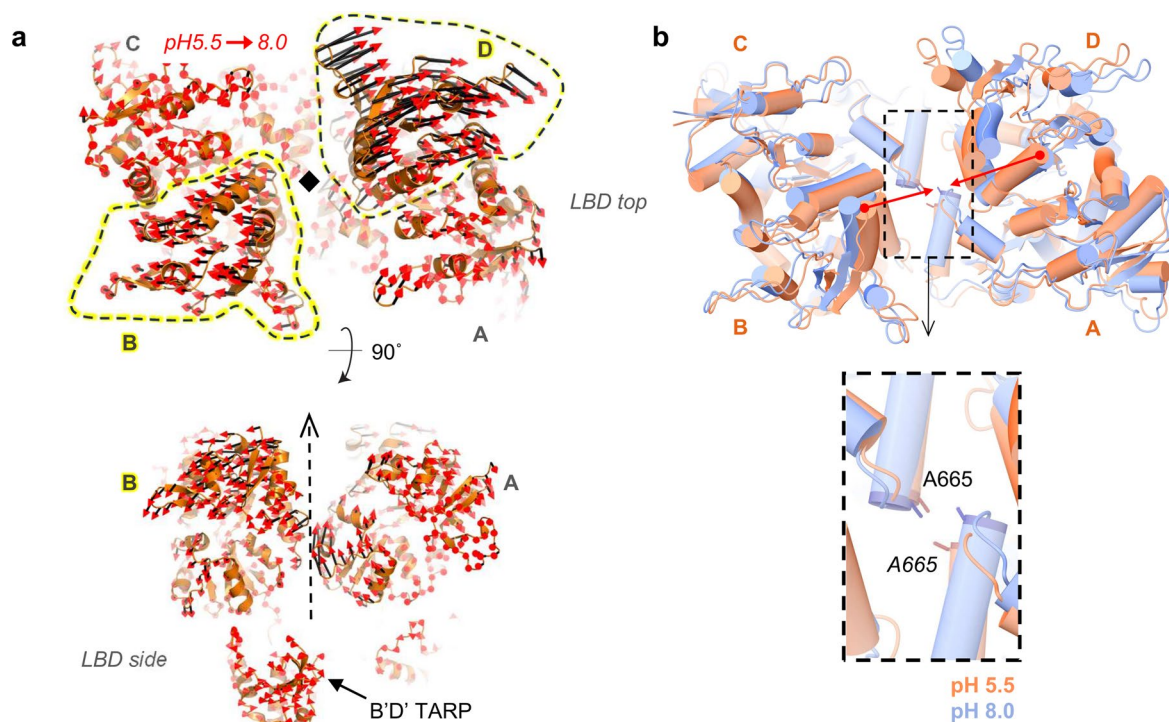 a
C
pH5.5 → 8.0
D
LBD top
B
A
90°
B
A
LBD side
B'D' TARP
b
C
D
B
A
A665
A665
pH 5.5
pH 8.0